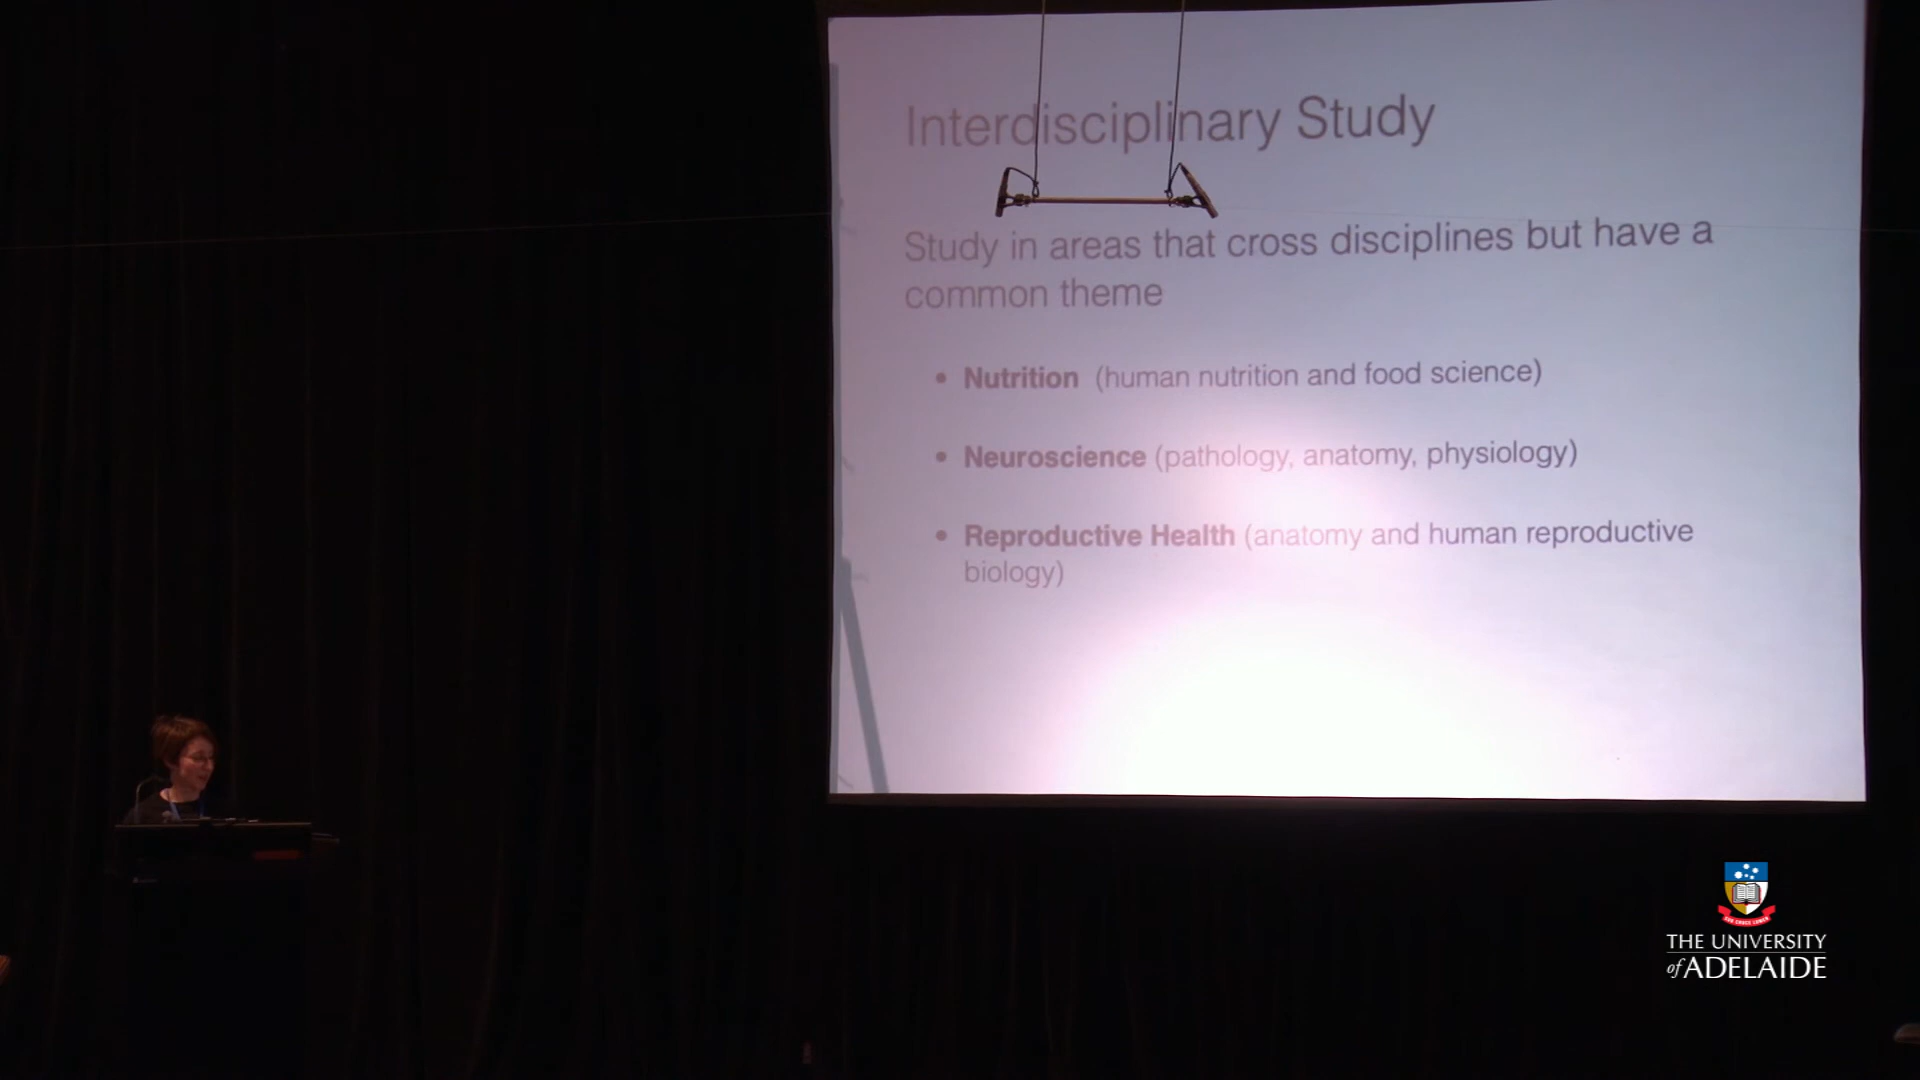 Interdisciplinary Study
Study in areas that cross disciplines but have a
common theme
• Nutrition (human nutrition and food science)
• Neuroscience (pathology, anatomy, physiology)
• Reproductive Health (anatomy and human reproductive
biology)
THE UNIVERSITY
of ADELAIDE